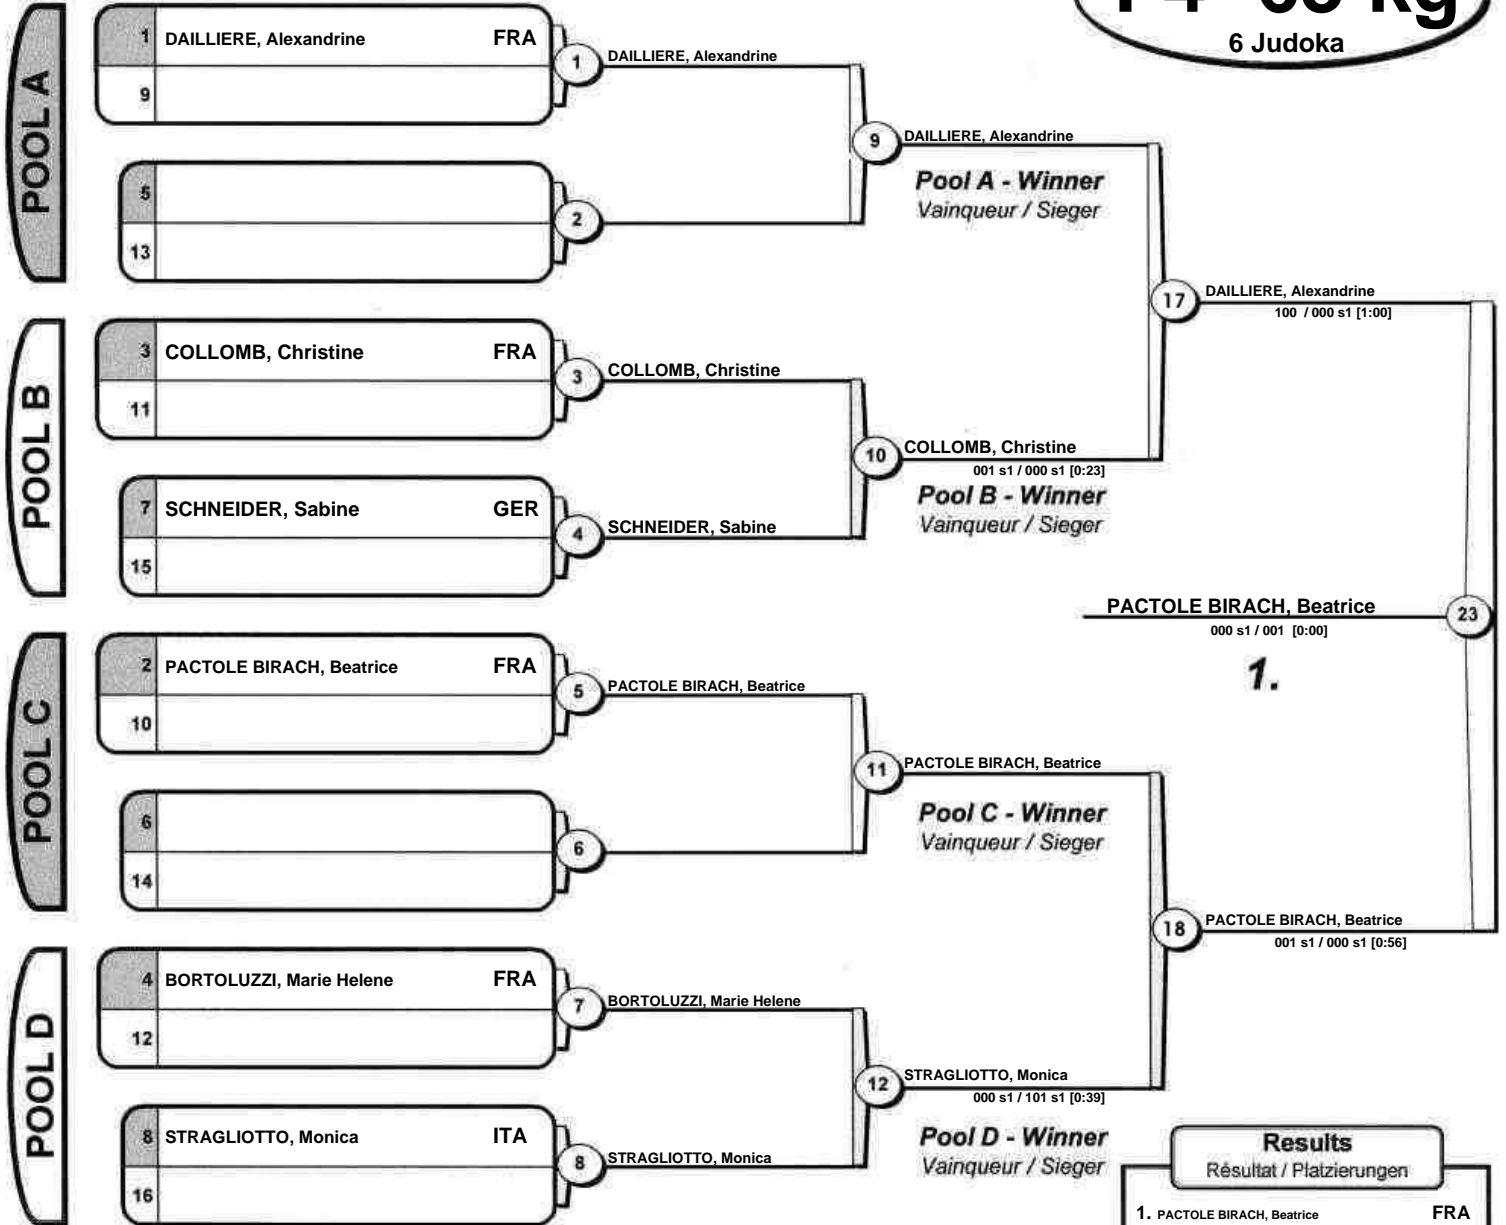 6 Judoka
POOL A
1 DAILLIERE, Alexandrine FRA
9
1 DAILLIERE, Alexandrine
5
13
2
9 DAILLIERE, Alexandrine
Pool A - Winner
Vainqueur / Sieger
POOL B
3 COLLOMB, Christine FRA
11
3 COLLOMB, Christine
7 SCHNEIDER, Sabine GER
15
4 SCHNEIDER, Sabine
10 COLLOMB, Christine
001 s1 / 000 s1 [0:23]
Pool B - Winner
Vainqueur / Sieger
17 DAILLIERE, Alexandrine
100 / 000 s1 [1:00]
PACTOLE BIRACH, Beatrice 23
000 s1 / 001 [0:00]
1.
POOL C
2 PACTOLE BIRACH, Beatrice FRA
10
5 PACTOLE BIRACH, Beatrice
6
14
6
11 PACTOLE BIRACH, Beatrice
Pool C - Winner
Vainqueur / Sieger
POOL D
4 BORTOLUZZI, Marie Helene FRA
12
7 BORTOLUZZI, Marie Helene
8 STRAGLIOTTO, Monica ITA
16
8 STRAGLIOTTO, Monica
12 STRAGLIOTTO, Monica
000 s1 / 101 s1 [0:39]
Pool D - Winner
Vainqueur / Sieger
18 PACTOLE BIRACH, Beatrice
001 s1 / 000 s1 [0:56]
Results
Résultat / Platzierungen
1. PACTOLE BIRACH, Beatrice FRA